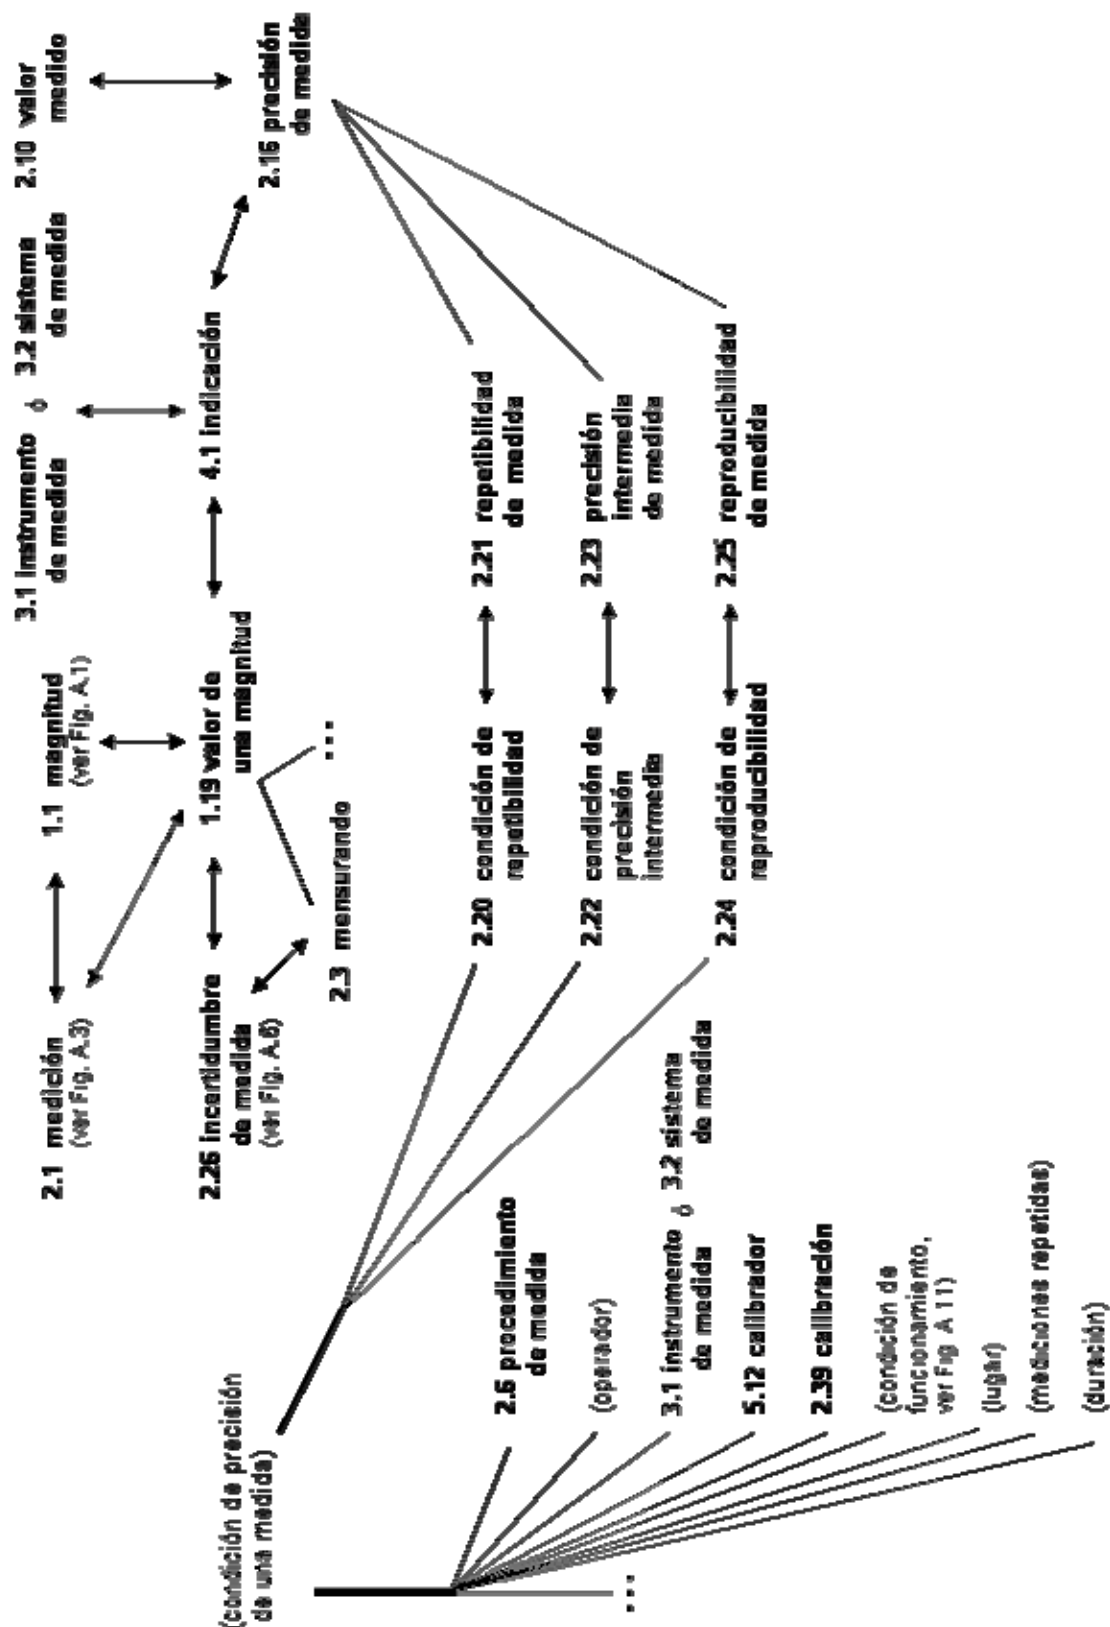 2.1 medición
(ver Fig. A.3)
1.1 magnitud
(ver Fig. A.1)
3.1 instrumento
de medida
ó
3.2 sistema
de medida
2.10 valor
medido
2.26 incertidumbre
de medida
(ver Fig. A.6)
1.19 valor de
una magnitud
4.1 indicación
2.15 precisión
de medida
2.3 mensurando
...
(condición de precisión
de una medida)
2.20 condición de
repetibilidad
2.21 repetibilidad
de medida
2.22 condición de
precisión
intermedia
2.23 precisión
intermedia
de medida
2.24 condición de
reproducibilidad
2.25 reproducibilidad
de medida
2.6 procedimiento
de medida
(operador)
3.1 instrumento
de medida
ó
3.2 sistema
de medida
5.12 calibrador
2.39 calibración
(condición de
funcionamiento,
ver Fig A 11)
(lugar)
(mediciones repetidas)
(duración)
...